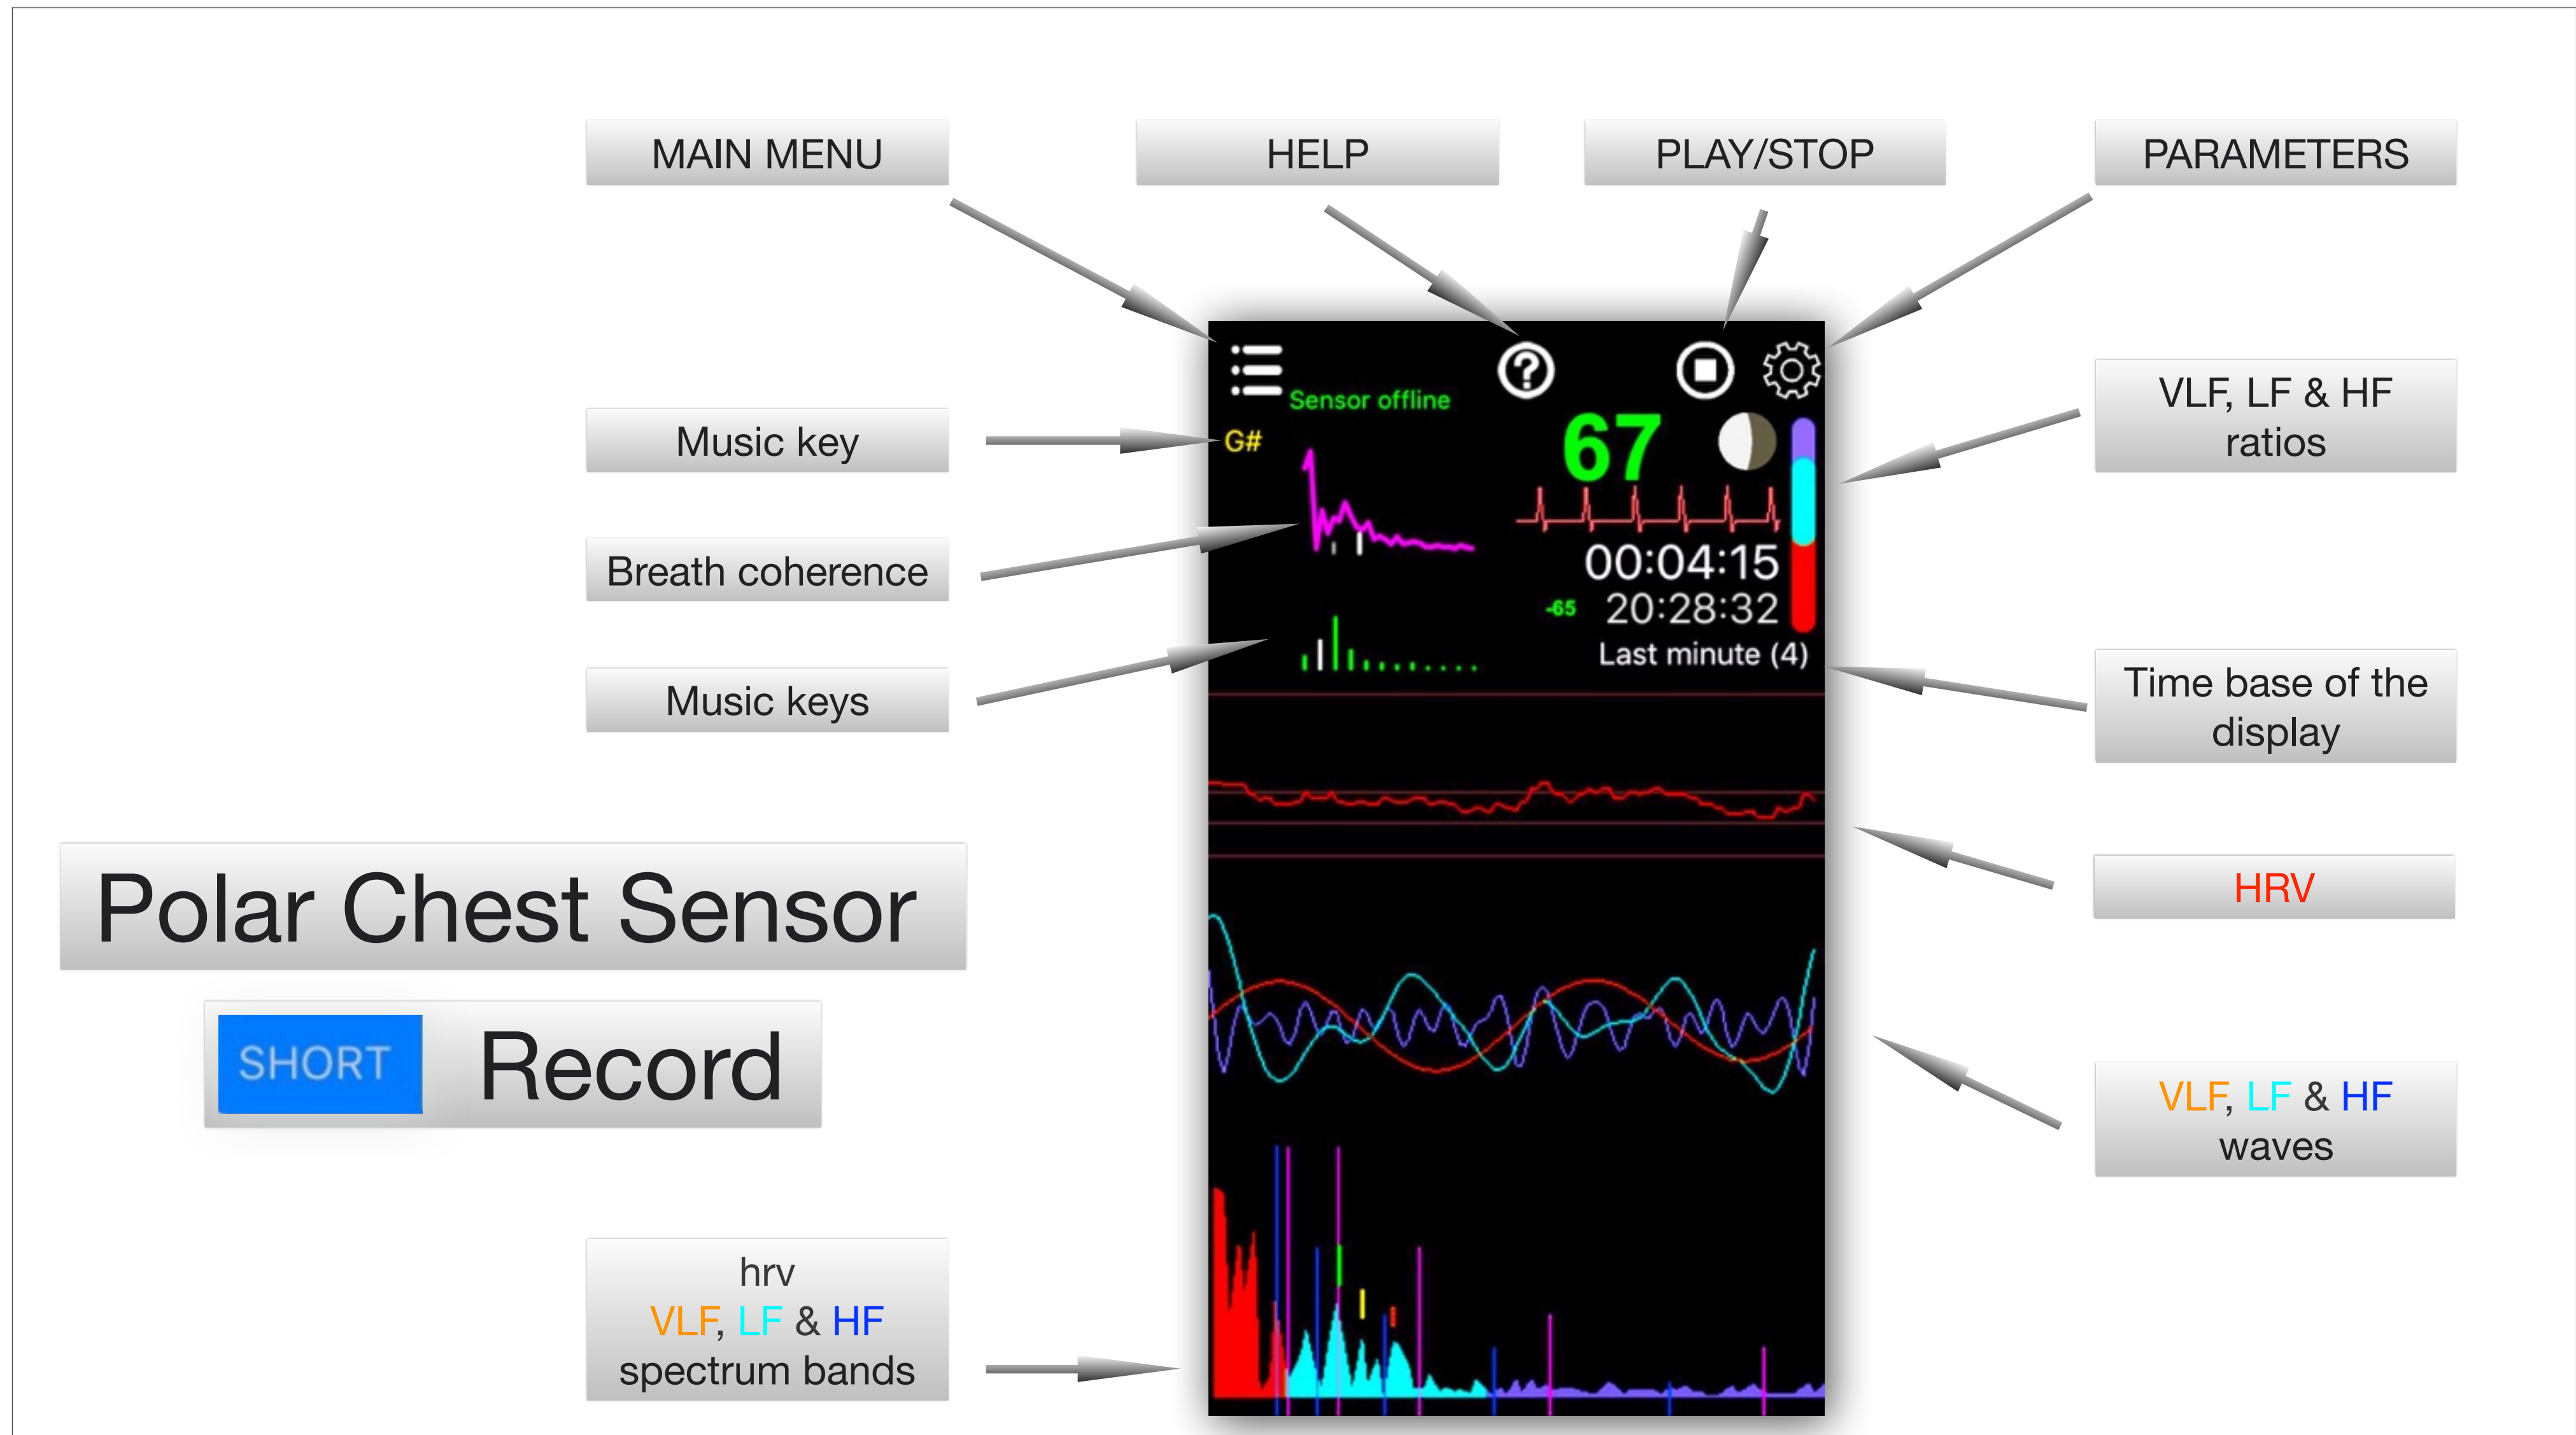 MAIN MENU
HELP
PLAY/STOP
PARAMETERS
Music key
Breath coherence
Music keys
Sensor offline
G#
67
00:04:15
-65 20:28:32
Last minute (4)
VLF, LF & HF
ratios
Time base of the
display
HRV
VLF, LF & HF
waves
Polar Chest Sensor
SHORT Record
hrv
VLF, LF & HF
spectrum bands